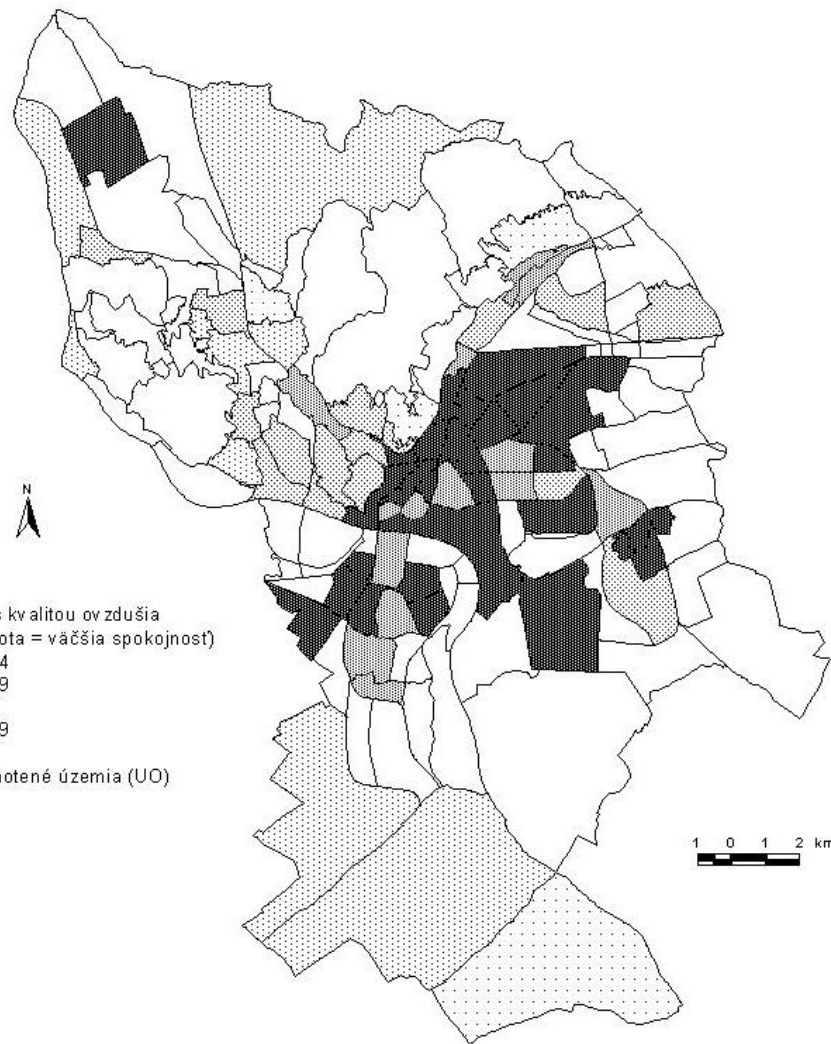 N
s kvalitou ovzdušia
ota = väčšia spokojnosť)
4
9
9
notené územia (UO)
1 0 1 2 km